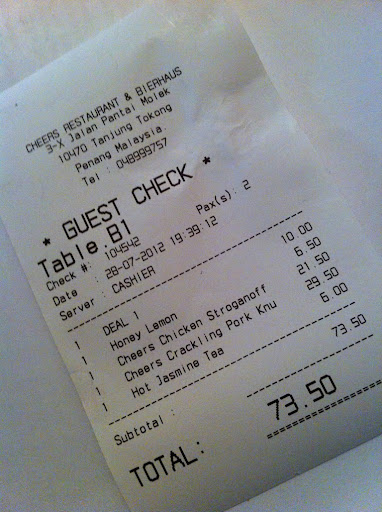 CHEERS RESTAURANT & BIERHAUS
3-X Jalan Pantai Molek
10470 Tanjung Tokong
Penang Malaysia.
Tel : 048999757
* GUEST CHECK *
Table.B1
Check #: 104542 Pax(s): 2
Date : 28-07-2012 19:39:12
Server : CASHIER
1 DEAL 1 10.00
1 Honey Lemon 6.50
1 Cheers Chicken Stroganoff 21.50
1 Cheers Crackling Pork Knu 29.50
1 Hot Jasmine Tea 6.00
Subtotal : 73.50
TOTAL: 73.50